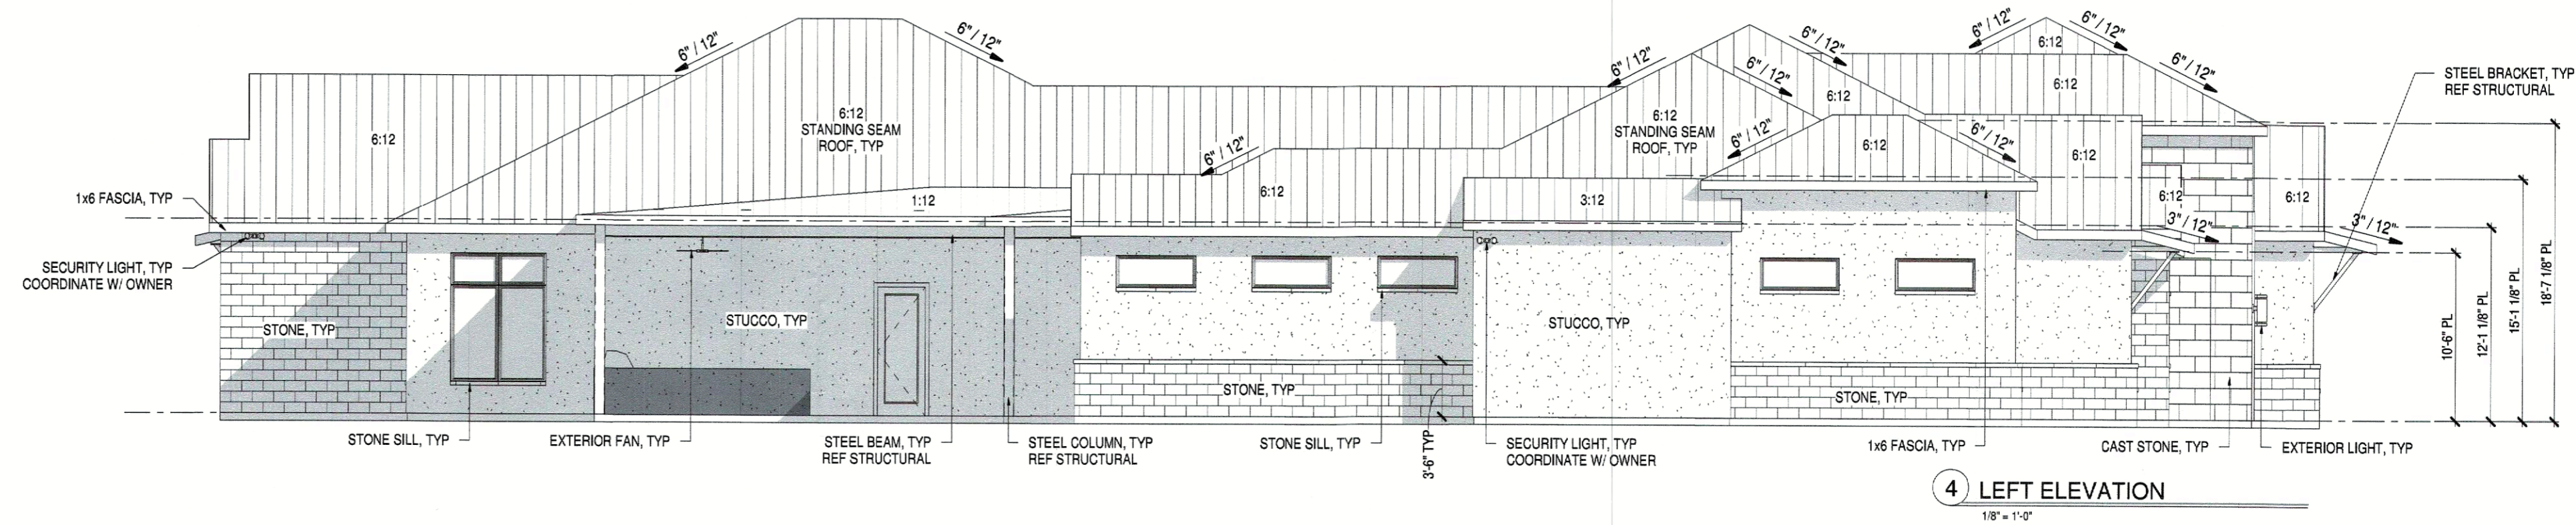 6" / 12"
6" / 12"
6" / 12"
6" / 12"
6" / 12"
6" / 12"
6" / 12"
6" / 12"
6" / 12"
6" / 12"
6" / 12"
6" / 12"
3" / 12"
3" / 12"
6:12
6:12
STANDING SEAM
ROOF, TYP
1:12
6:12
6:12
STANDING SEAM
ROOF, TYP
3:12
6:12
6:12
6:12
6:12
6:12
6:12
6:12
STEEL BRACKET, TYP
REF STRUCTURAL
1x6 FASCIA, TYP
SECURITY LIGHT, TYP
COORDINATE W/ OWNER
STONE, TYP
STUCCO, TYP
STUCCO, TYP
STONE, TYP
STONE, TYP
10'-6" PL
12'-1 1/8" PL
15'-1 1/8" PL
18'-7 1/8" PL
STONE SILL, TYP
EXTERIOR FAN, TYP
STEEL BEAM, TYP
REF STRUCTURAL
STEEL COLUMN, TYP
REF STRUCTURAL
STONE SILL, TYP
3'-6" TYP
SECURITY LIGHT, TYP
COORDINATE W/ OWNER
1x6 FASCIA, TYP
CAST STONE, TYP
EXTERIOR LIGHT, TYP
4 LEFT ELEVATION
1/8" = 1'-0"